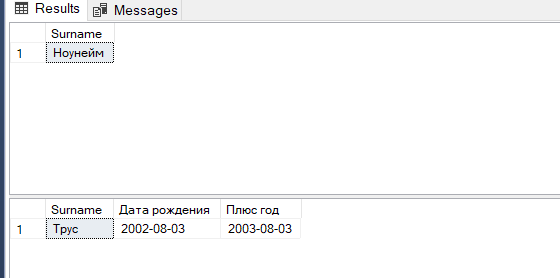 Results Messages
Surname
1 Ноунейм
Surname Дата рождения Плюс год
1 Трус 2002-08-03 2003-08-03